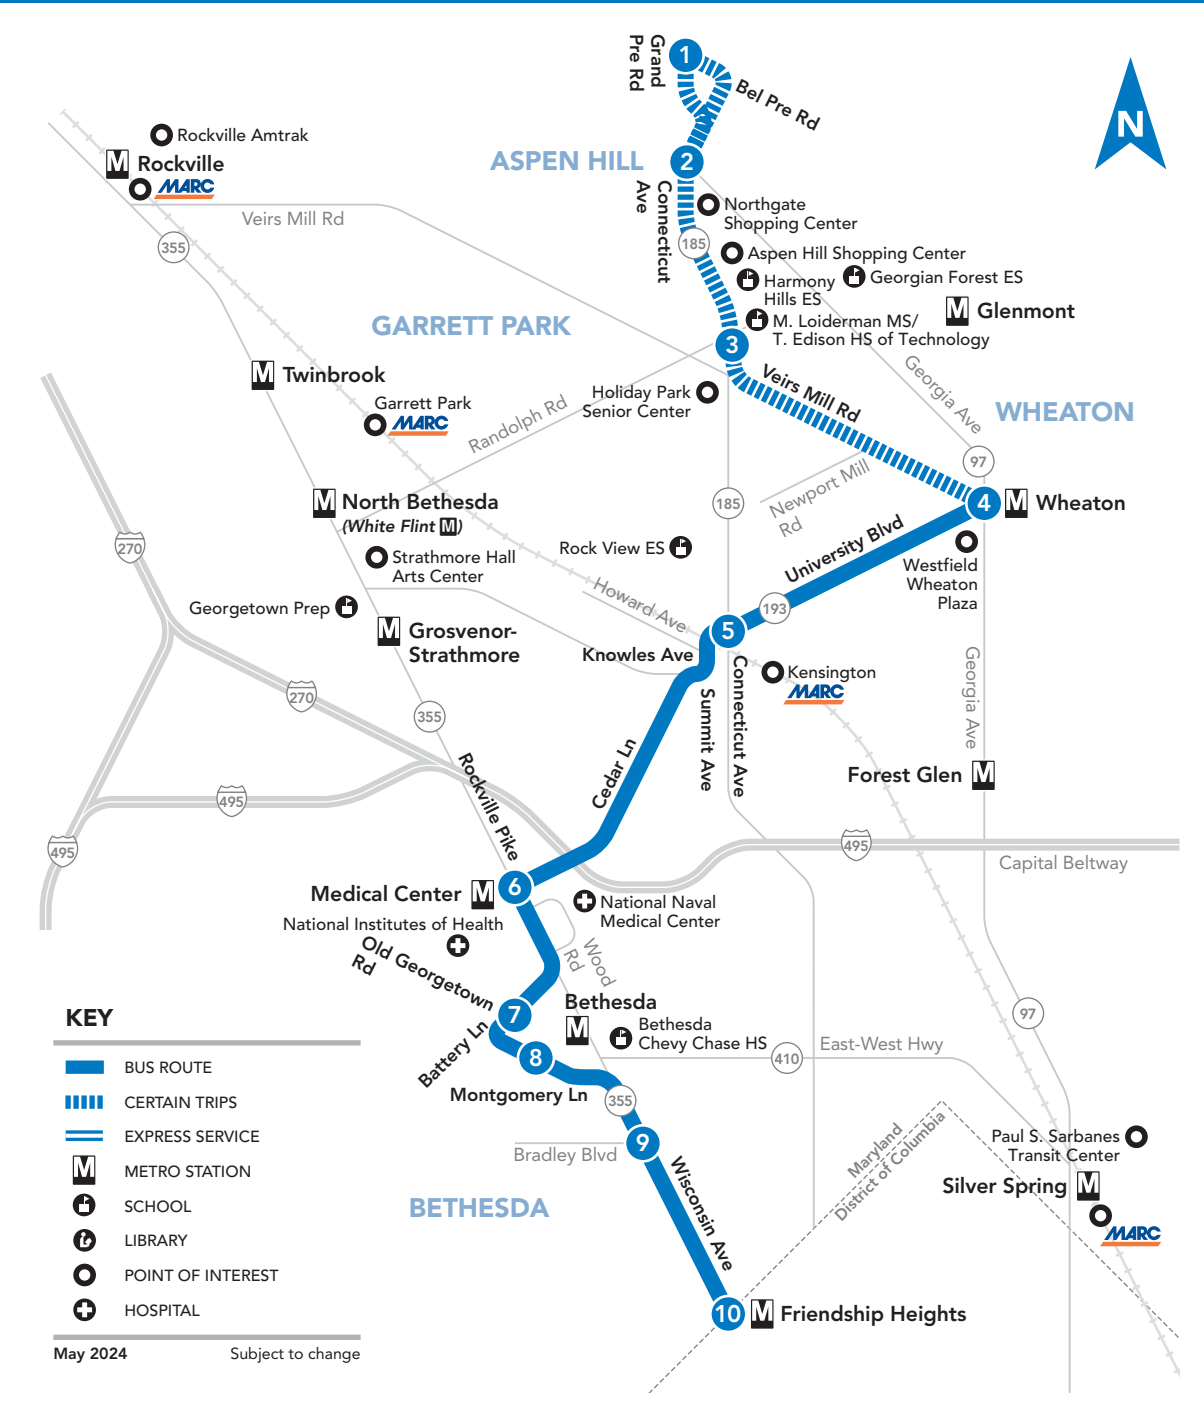 1
Grand
Pre Rd
Bel Pre Rd
N
Rockville Amtrak
M Rockville
MARC
ASPEN HILL
2
Connecticut
Ave
Northgate
Shopping Center
Veirs Mill Rd
355
185
Aspen Hill Shopping Center
Harmony
Hills ES
Georgian Forest ES
M Glenmont
GARRETT PARK
M. Loiderman MS/
T. Edison HS of Technology
3
M Twinbrook
Veirs Mill Rd
Georgia Ave
Holiday Park
Senior Center
Garrett Park
MARC
Randolph Rd
WHEATON
97
M North Bethesda
(White Flint M)
185
Newport Mill
Rd
4
M Wheaton
University Blvd
270
Strathmore Hall
Arts Center
Rock View ES
Westfield
Wheaton
Plaza
Howard Ave
193
Georgetown Prep
M Grosvenor-
Strathmore
5
Knowles Ave
Kensington
MARC
Georgia Ave
270
355
Summit Ave
Connecticut Ave
Cedar Ln
Rockville Pike
Forest Glen M
495
495
495
Capital Beltway
Medical Center M
6
National Naval
Medical Center
National Institutes of Health
Old Georgetown
Rd
Wood
Rd
7
Bethesda
M
Battery Ln
8
Bethesda
Chevy Chase HS
410
East-West Hwy
97
Montgomery Ln
355
9
Bradley Blvd
Maryland
District of Columbia
Paul S. Sarbanes
Transit Center
Silver Spring M
MARC
BETHESDA
Wisconsin Ave
10
M Friendship Heights
KEY
BUS ROUTE
CERTAIN TRIPS
EXPRESS SERVICE
M METRO STATION
SCHOOL
LIBRARY
POINT OF INTEREST
HOSPITAL
May 2024 Subject to change